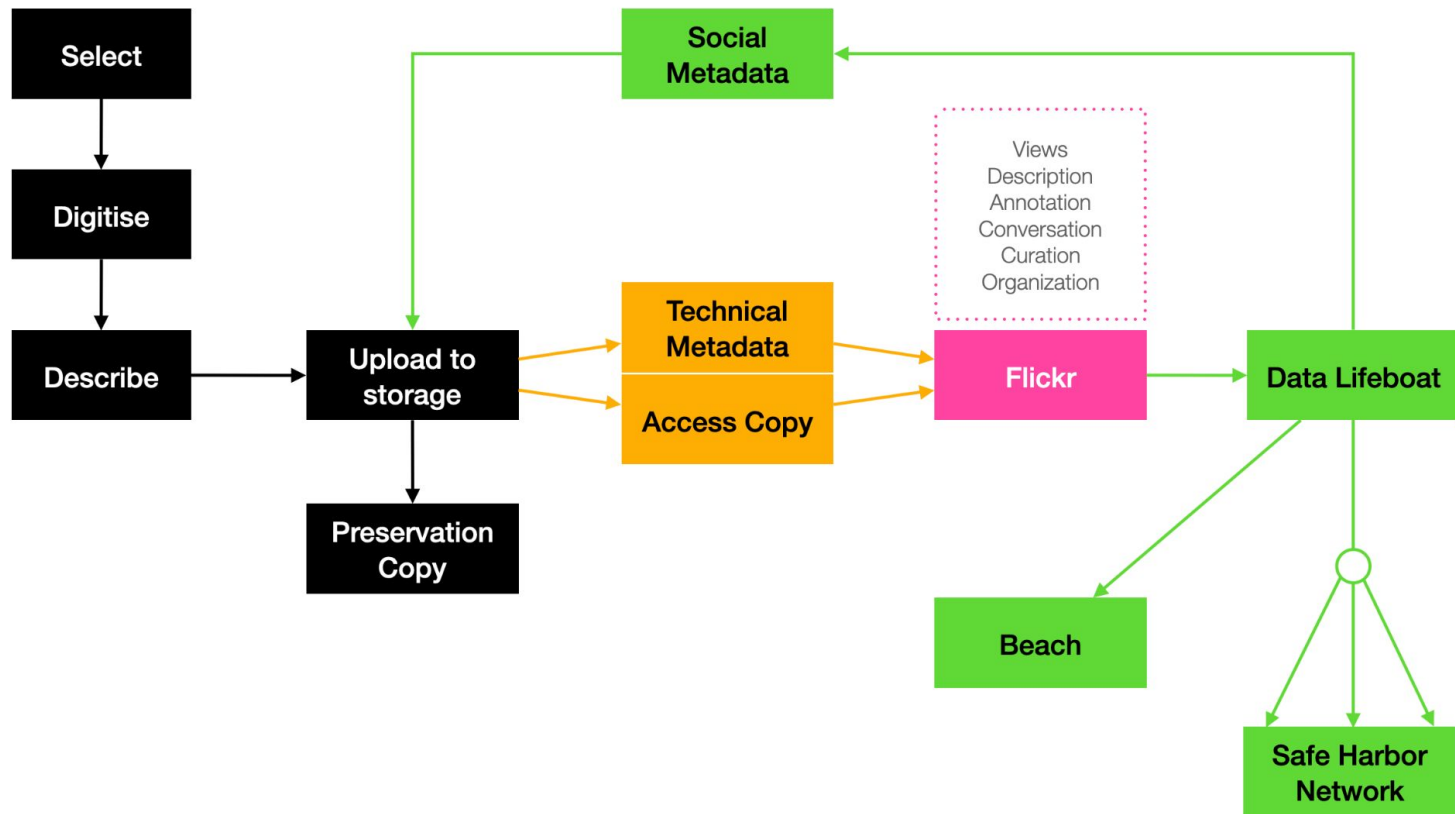 Select
Digitise
Describe
Upload to
storage
Preservation
Copy
Social
Metadata
Technical
Metadata
Access Copy
Views
Description
Annotation
Conversation
Curation
Organization
Flickr
Data Lifeboat
Beach
Safe Harbor
Network